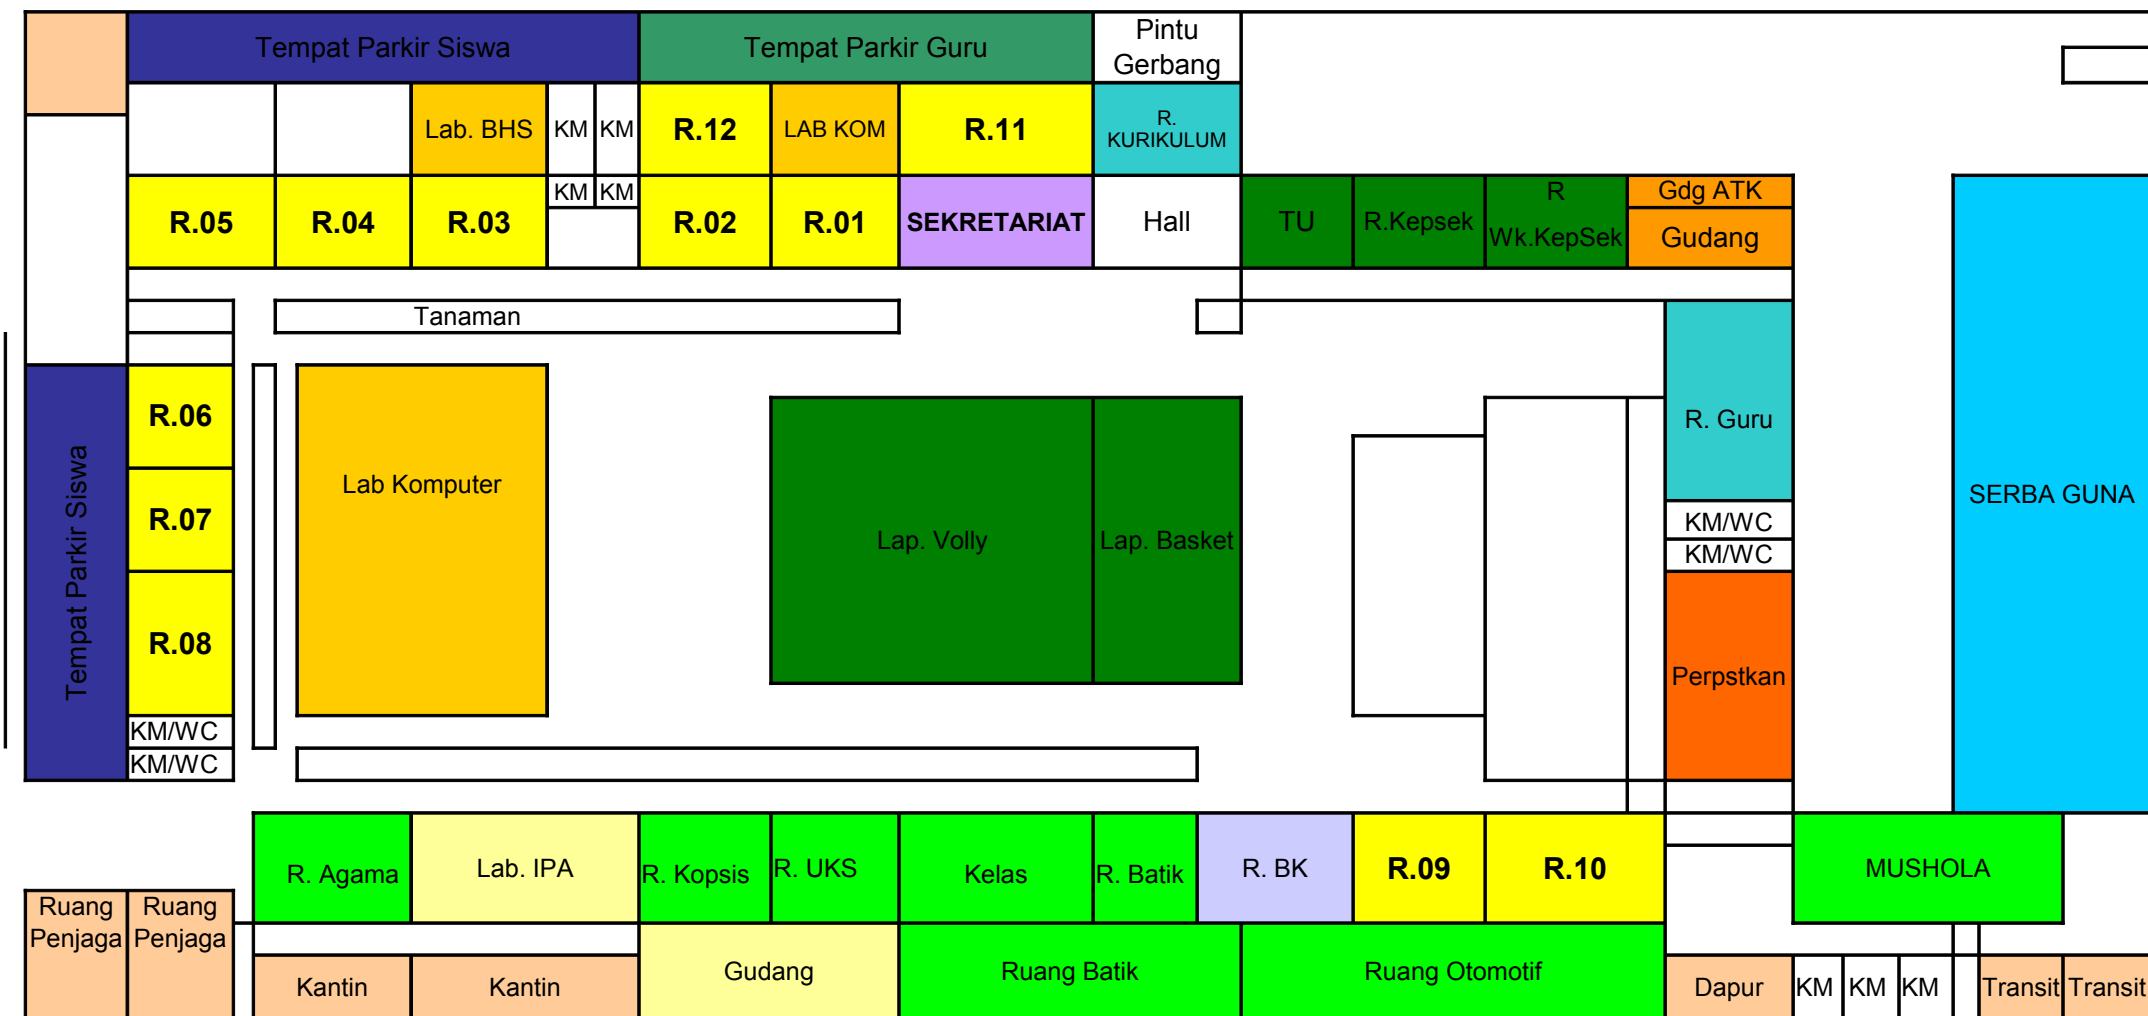 Tempat Parkir Siswa
Tempat Parkir Guru
Pintu
Gerbang
Lab. BHS
KM
KM
R.12
LAB KOM
R.11
R.
KURIKULUM
R.05
R.04
R.03
KM
KM
R.02
R.01
SEKRETARIAT
Hall
TU
R.Kepsek
R
Wk.KepSek
Gdg ATK
Gudang
Tanaman
Tempat Parkir Siswa
R.06
R.07
R.08
KM/WC
KM/WC
Lab Komputer
Lap. Volly
Lap. Basket
R. Guru
KM/WC
KM/WC
Perpstkan
SERBA GUNA
R. Agama
Lab. IPA
R. Kopsis
R. UKS
Kelas
R. Batik
R. BK
R.09
R.10
MUSHOLA
Ruang
Penjaga
Ruang
Penjaga
Kantin
Kantin
Gudang
Ruang Batik
Ruang Otomotif
Dapur
KM
KM
KM
Transit
Transit